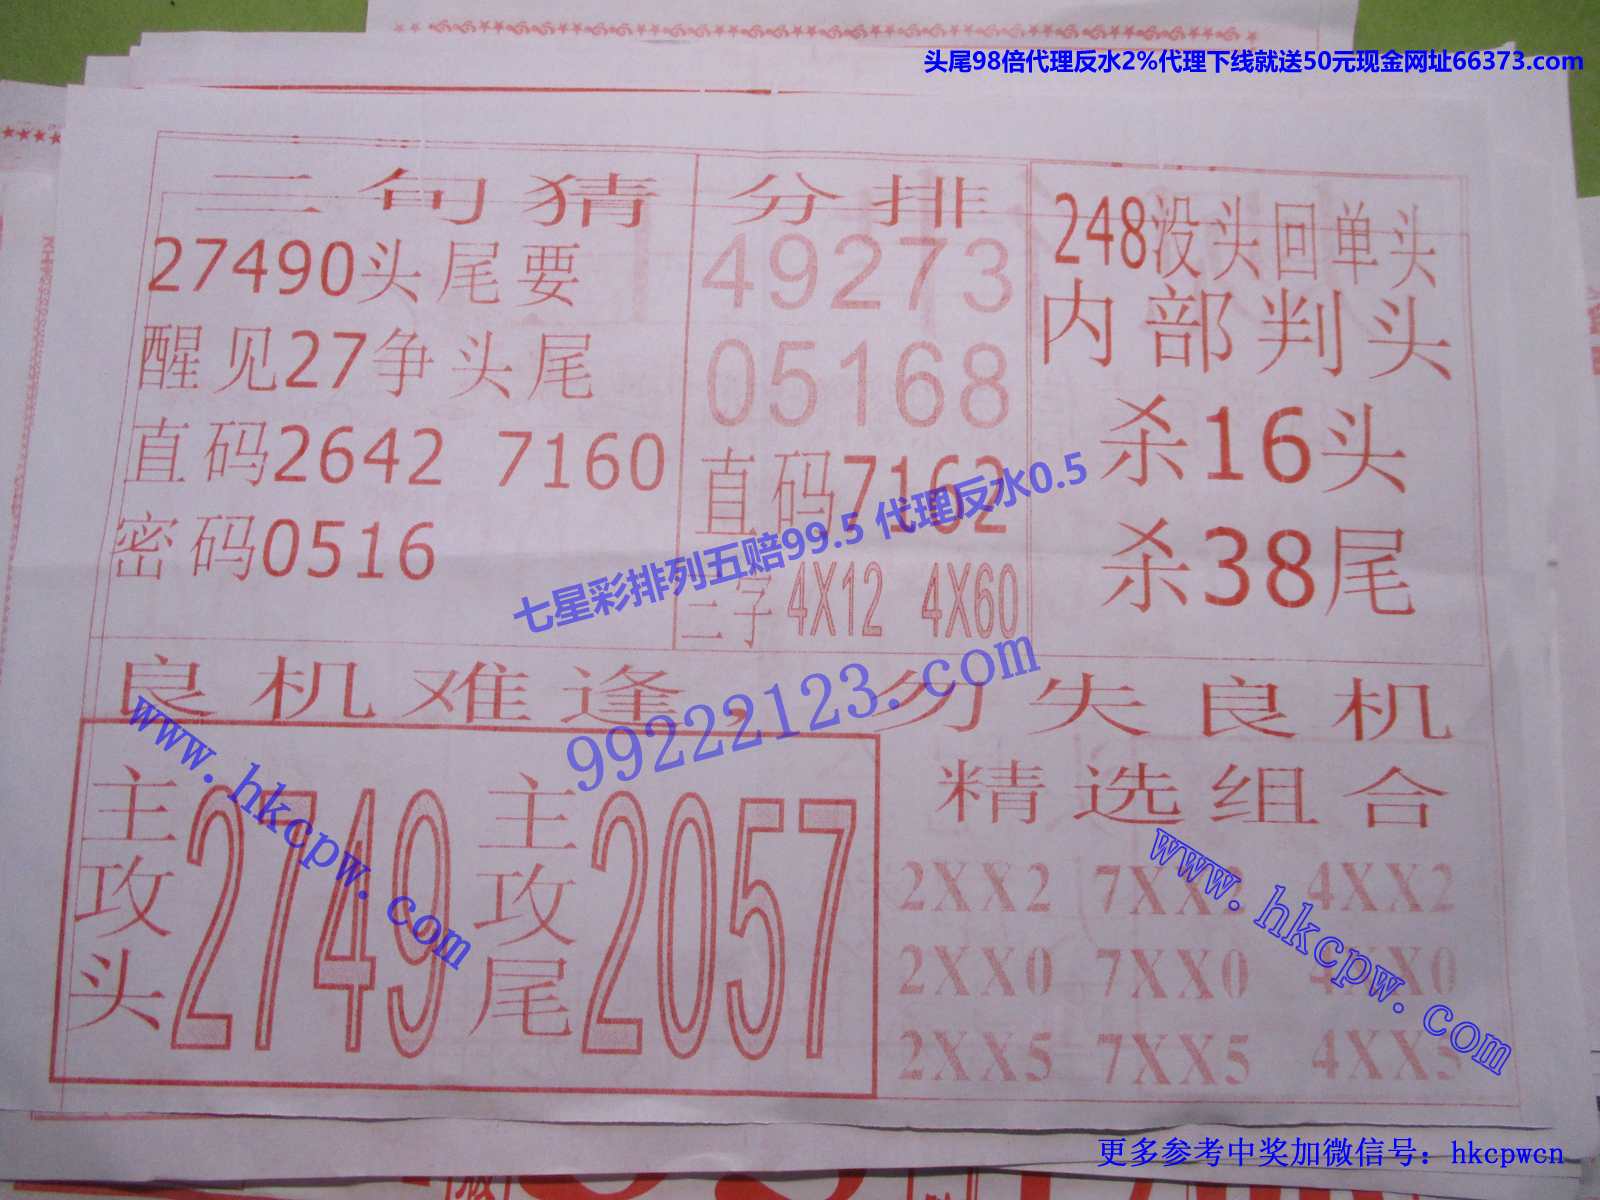 头尾98倍代理反水2%代理下线就送50元现金网址66373.com
三句猜
27490头尾要
醒见27争头尾
直码2642 7160
密码0516
分排
49273
05168
直码7162
二字4X12 4X60
248没头回单头
内部判头
杀16头
杀38尾
七星彩排列五赔99.5 代理反水0.5
99222123.com
良机难逢，勿失良机
主攻头2749
主攻尾2057
www.hkcpw.com
精选组合
2XX2 7XX2 4XX2
2XX0 7XX0 4XX0
2XX5 7XX5 4XX5
www.hkcpw.com
更多参考中奖加微信号：hkcpwcn